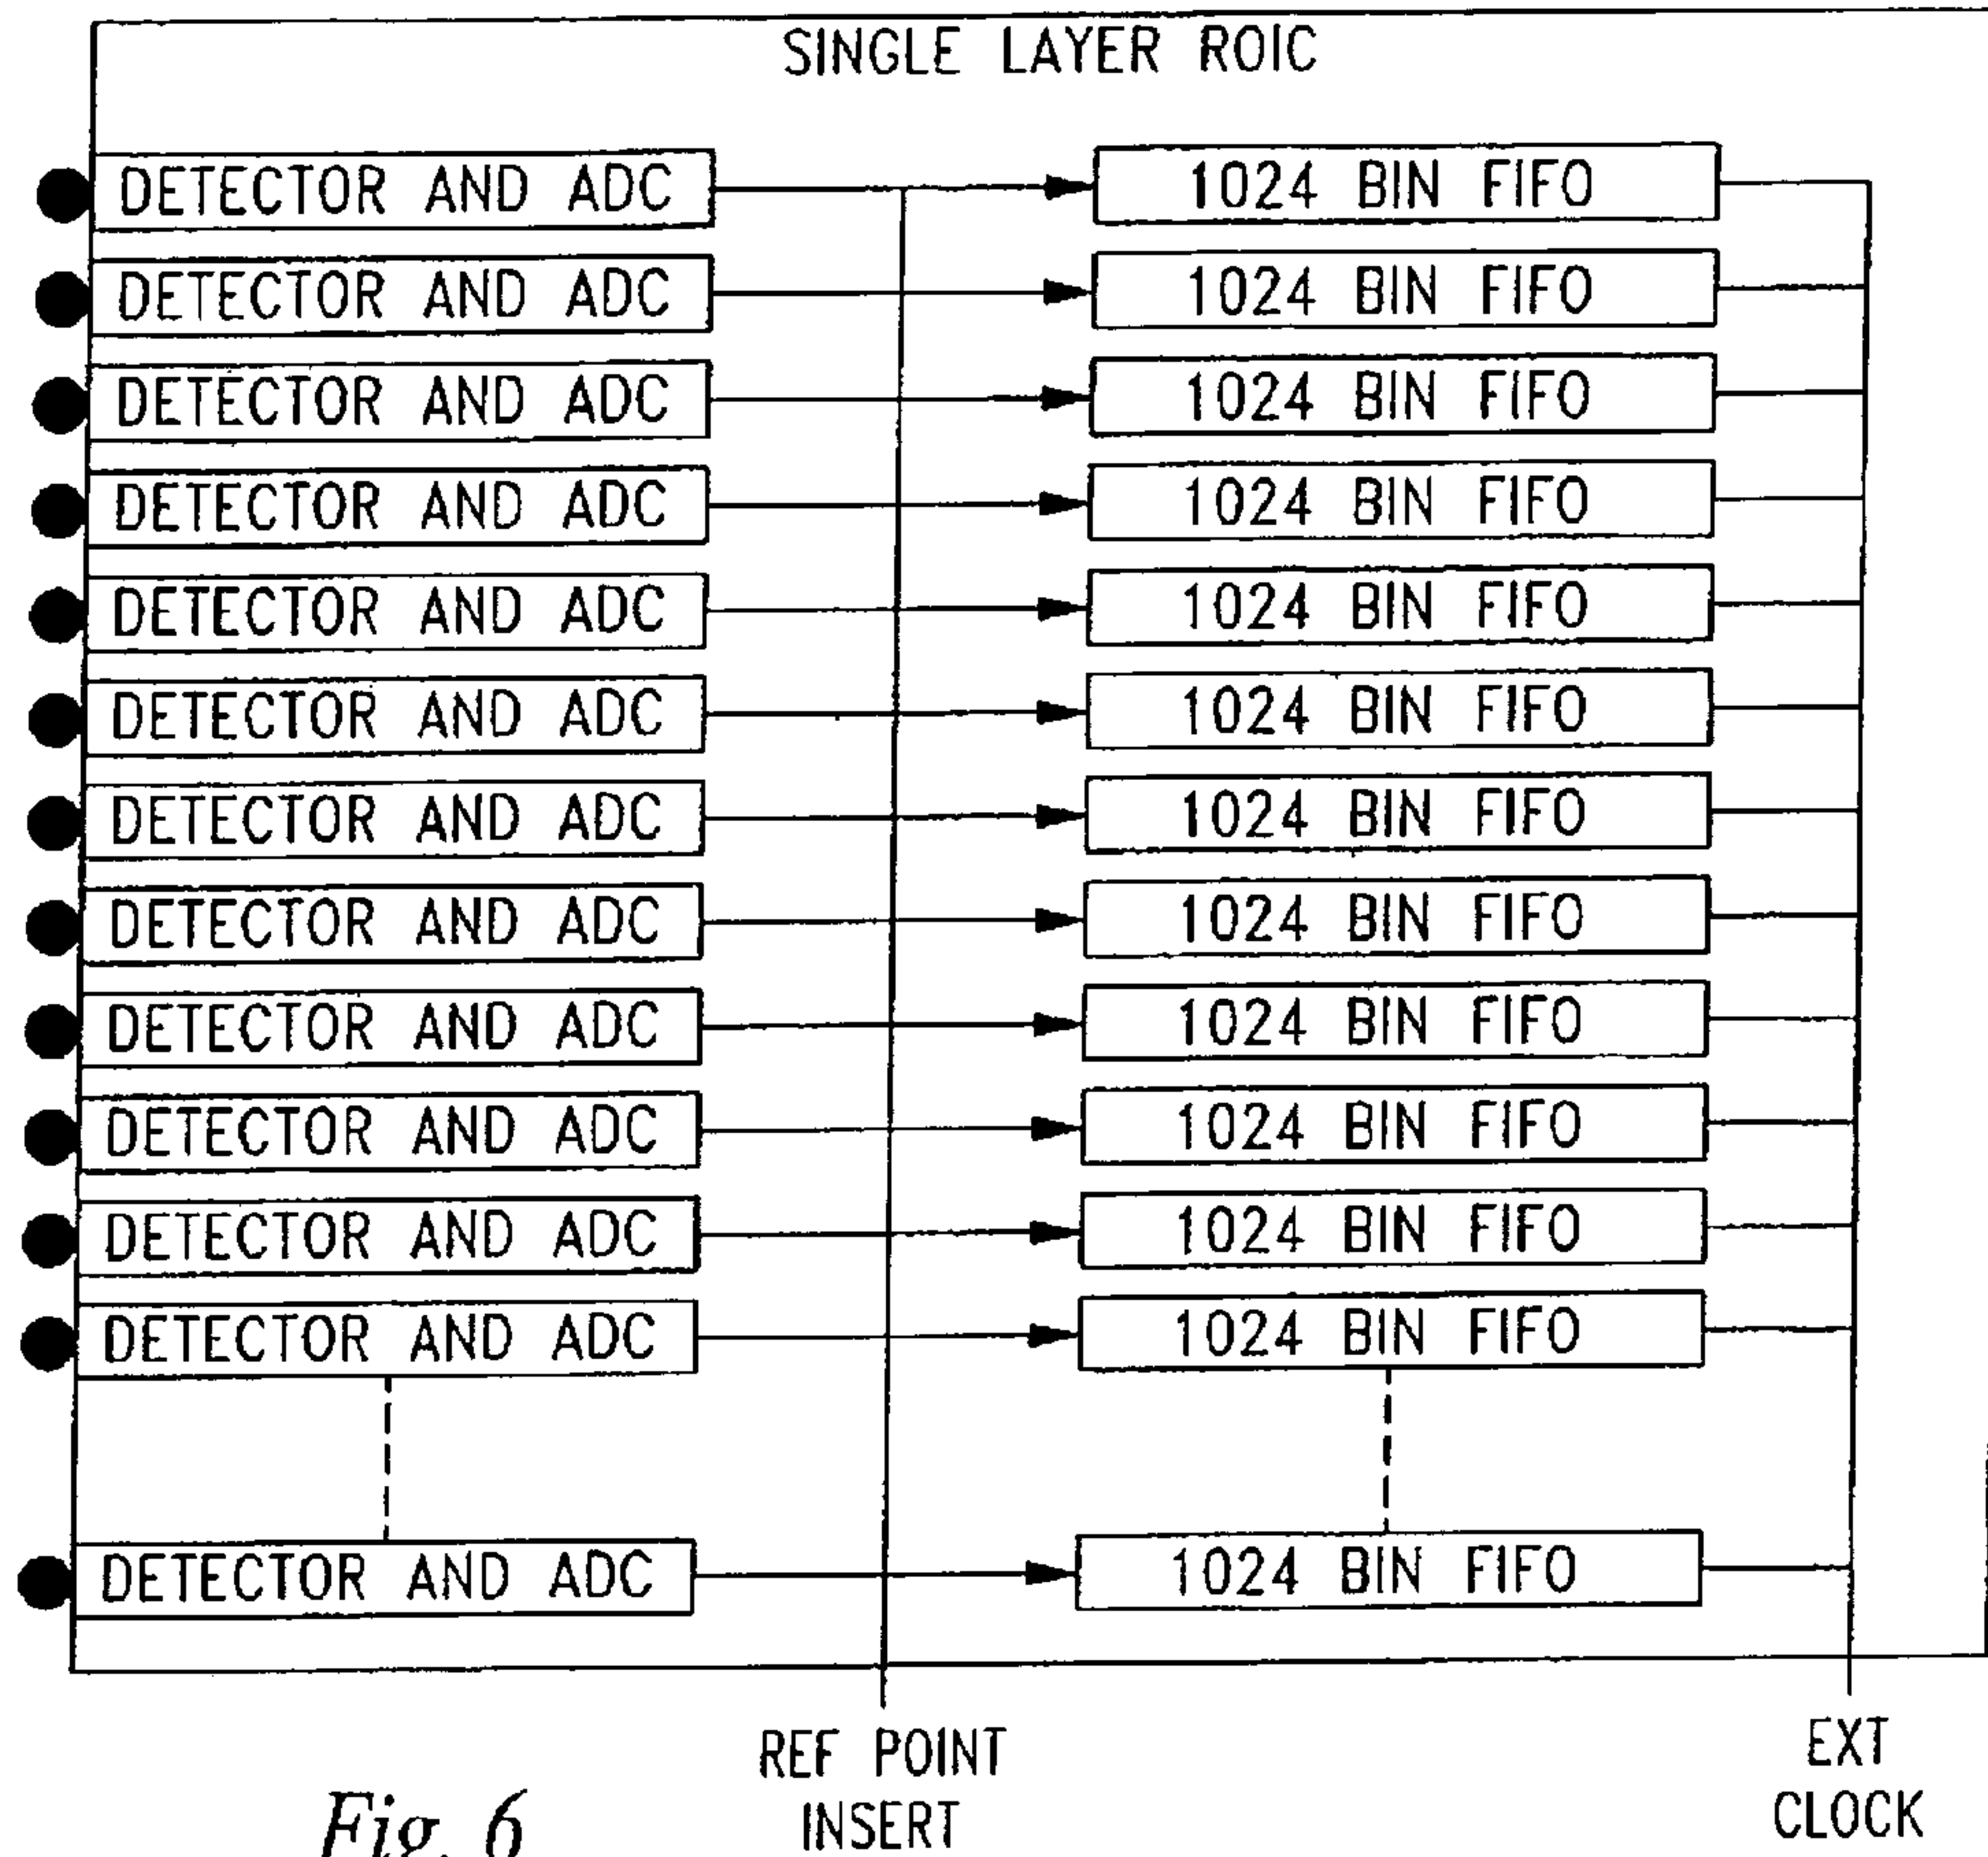 SINGLE LAYER ROIC
DETECTOR AND ADC 1024 BIN FIFO
DETECTOR AND ADC 1024 BIN FIFO
DETECTOR AND ADC 1024 BIN FIFO
DETECTOR AND ADC 1024 BIN FIFO
DETECTOR AND ADC 1024 BIN FIFO
DETECTOR AND ADC 1024 BIN FIFO
DETECTOR AND ADC 1024 BIN FIFO
DETECTOR AND ADC 1024 BIN FIFO
DETECTOR AND ADC 1024 BIN FIFO
DETECTOR AND ADC 1024 BIN FIFO
DETECTOR AND ADC 1024 BIN FIFO
DETECTOR AND ADC 1024 BIN FIFO
DETECTOR AND ADC 1024 BIN FIFO
REF POINT
INSERT
EXT
CLOCK
Fig. 6